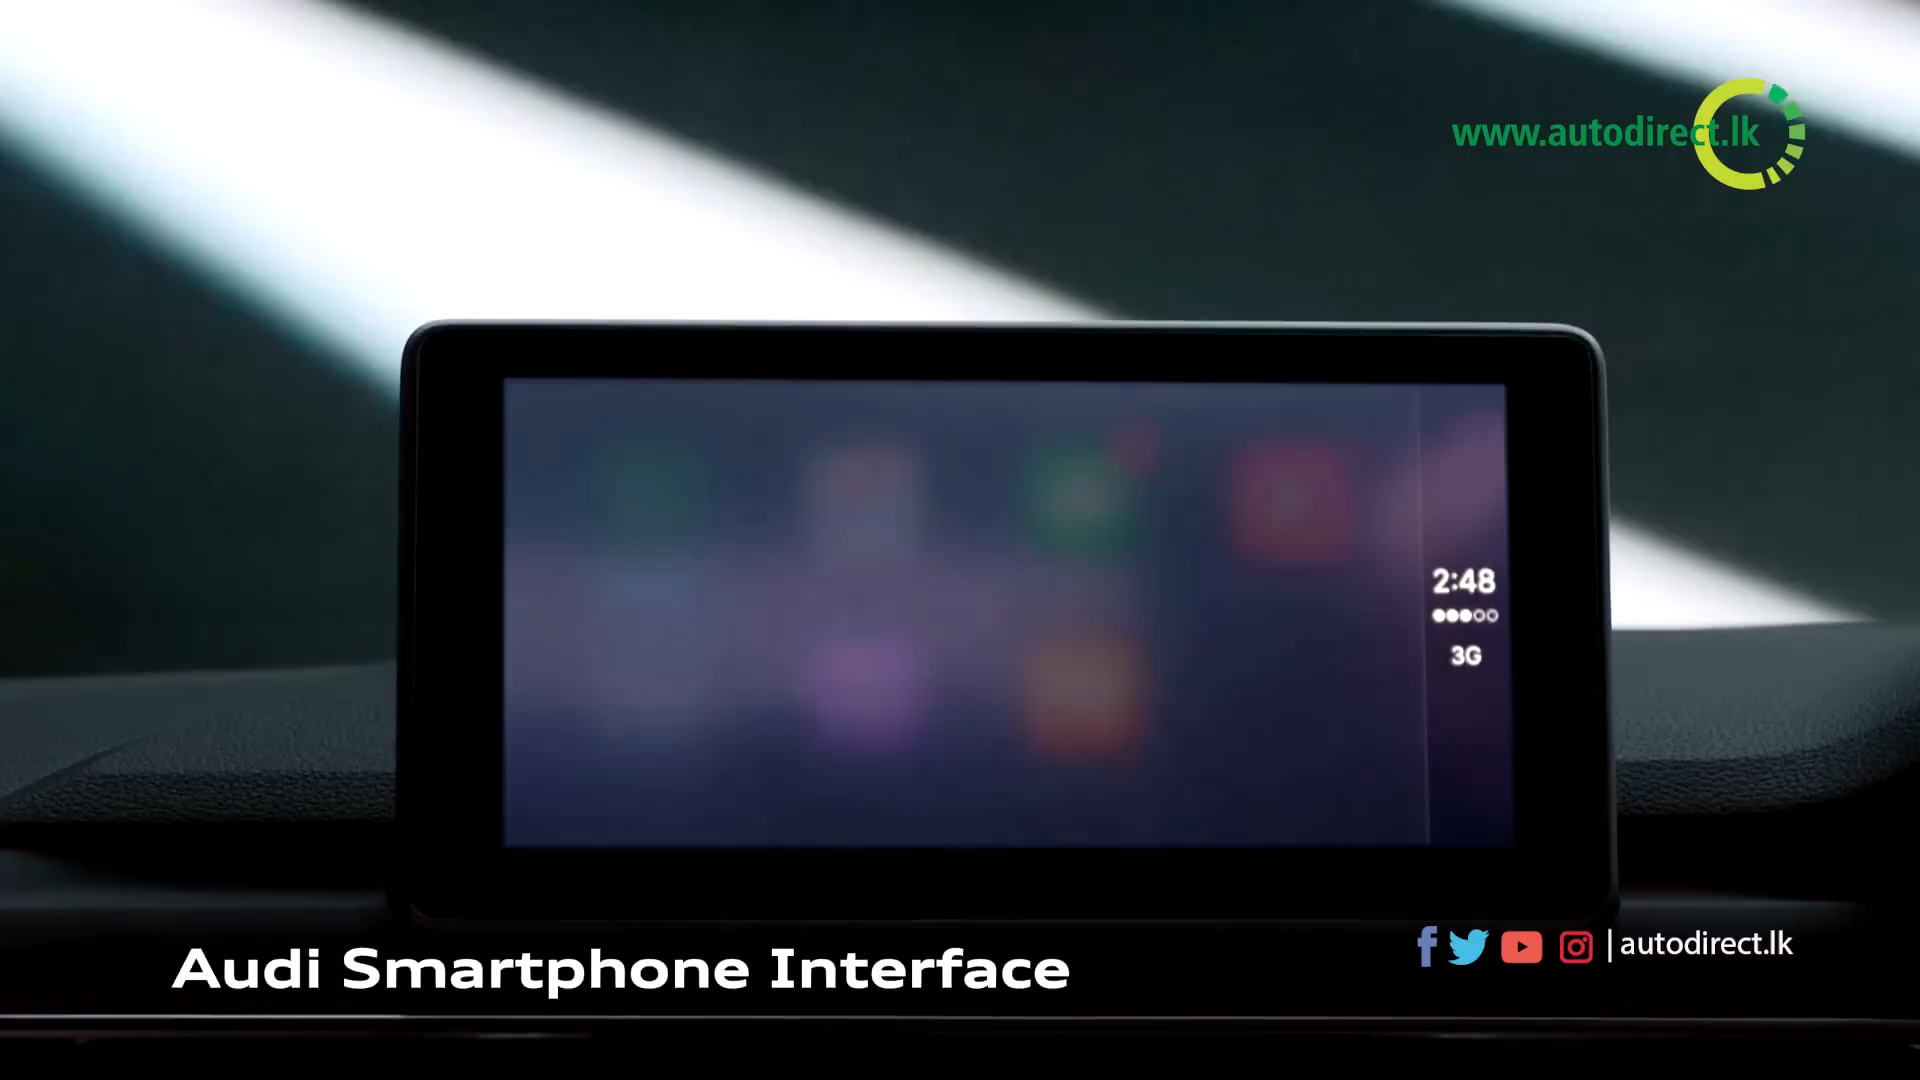 www.autodirect.lk
2:48
3G
Audi Smartphone Interface
| autodirect.lk